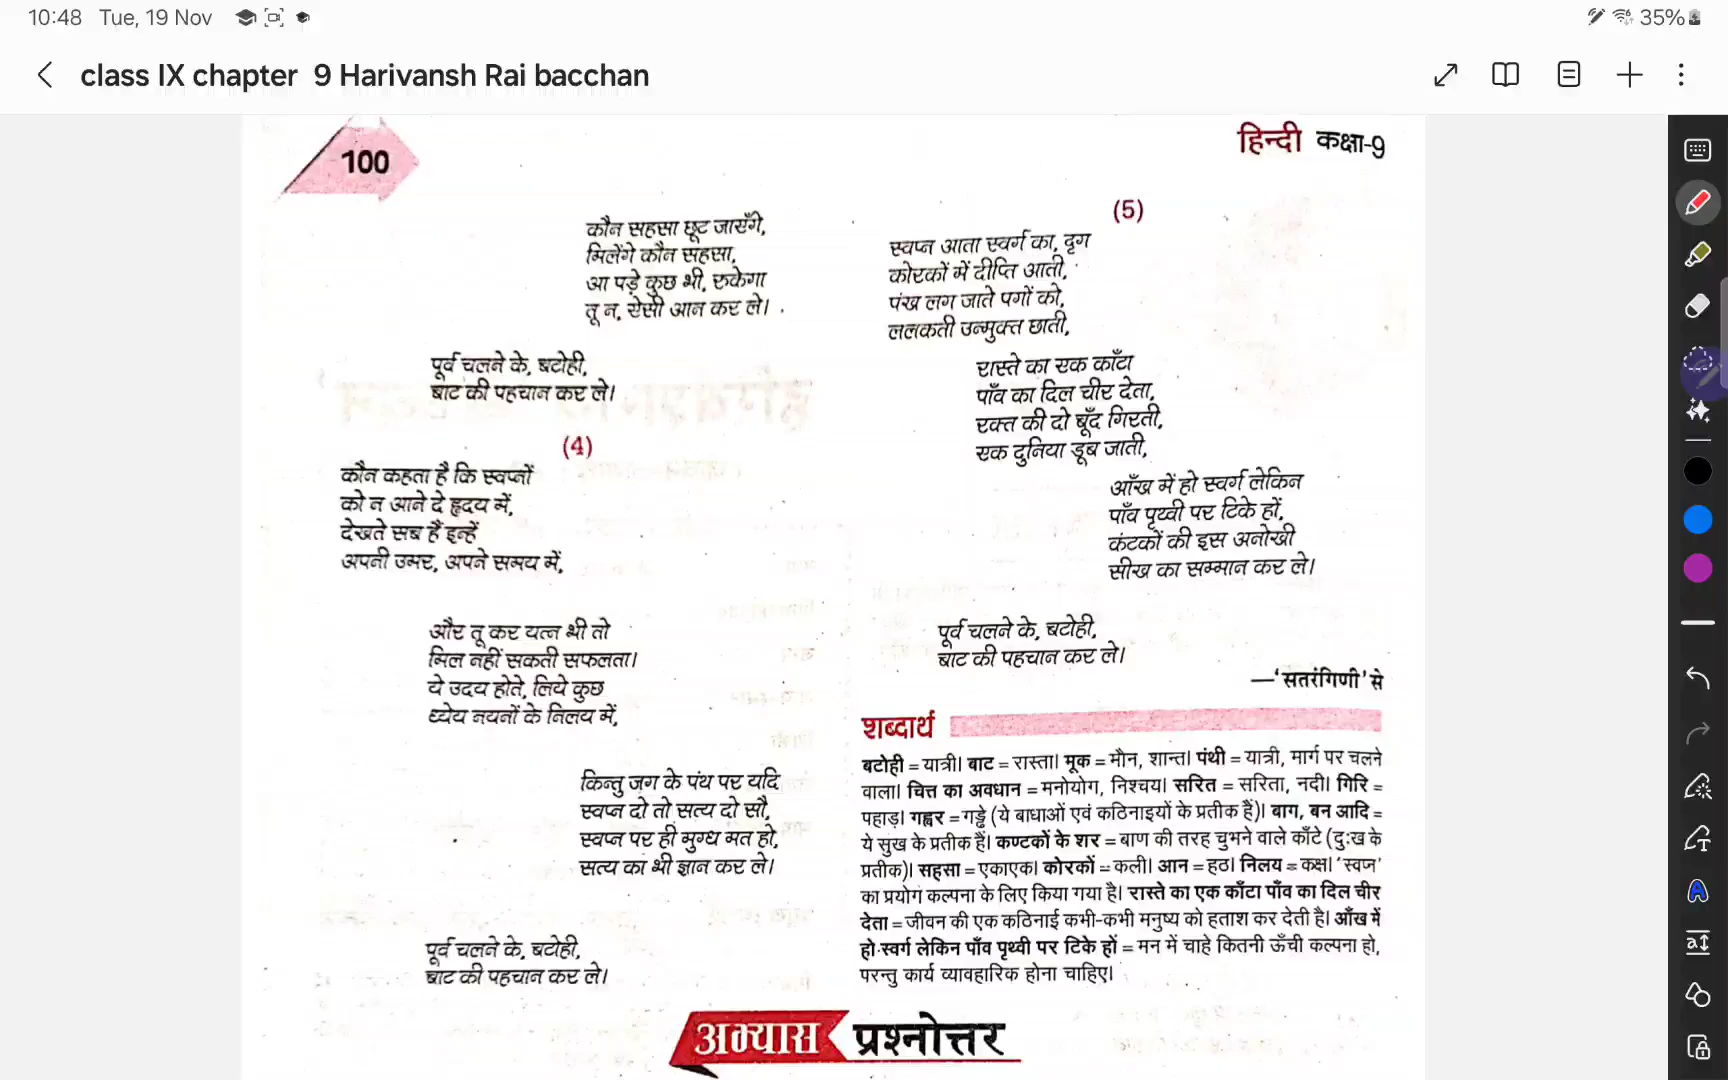 10:48 Tue, 19 Nov
35%
class IX chapter 9 Harivansh Rai bacchan
100
हिन्दी कक्षा-9
कौन सहसा छूट जाएँगे,
मिलेंगे कौन सहसा,
आ पड़े कुछ भी, रुकेगा
तू न, ऐसी आन कर ले।
पूर्व चलने के, बटोही,
बाट की पहचान कर ले।
(4)
कौन कहता है कि स्वप्नों
को न आने दे हृदय में,
देखते सब हैं इन्हें
अपनी उमर, अपने समय में,
और तू कर यत्न भी तो
मिल नहीं सकती सफलता।
ये उदय होते, लिये कुछ
ध्येय नयनों के निलय में,
किन्तु जग के पंथ पर यदि
स्वप्न दो तो सत्य दो सौ,
स्वप्न पर ही मुग्ध मत हो,
सत्य का भी ज्ञान कर ले।
पूर्व चलने के, बटोही,
बाट की पहचान कर ले।
(5)
स्वप्न आता स्वर्ग का, दृग
कोरकों में दीप्ति आती,
पंख लग जाते पगों को,
ललकती उन्मुक्त छाती,
रास्ते का एक काँटा
पाँव का दिल चीर देता,
रक्त की दो बूँद गिरती,
एक दुनिया डूब जाती,
आँख में हो स्वर्ग लेकिन
पाँव पृथ्वी पर टिके हों,
कंटकों की इस अनोखी
सीख का सम्मान कर ले।
पूर्व चलने के, बटोही,
बाट की पहचान कर ले।
—‘सतरंगिणी’ से
शब्दार्थ
बटोही = यात्री। बाट = रास्ता। मूक = मौन, शान्त। पंथी = यात्री, मार्ग पर चलने
वाला। चित्त का अवधान = मनोयोग, निश्चय। सरित = सरिता, नदी। गिरि =
पहाड़। गह्वर = गड्ढे (ये बाधाओं एवं कठिनाइयों के प्रतीक हैं)। बाग, बन आदि =
ये सुख के प्रतीक हैं। कण्टकों के शर = बाण की तरह चुभने वाले काँटे (दुःख के
प्रतीक)। सहसा = एकाएक। कोरकों = कली। आन = हठ। निलय = कक्ष। ‘स्वप्न’
का प्रयोग कल्पना के लिए किया गया है। रास्ते का एक काँटा पाँव का दिल चीर
देता = जीवन की एक कठिनाई कभी-कभी मनुष्य को हताश कर देती है। आँख में
हो स्वर्ग लेकिन पाँव पृथ्वी पर टिके हों = मन में चाहे कितनी ऊँची कल्पना हो,
परन्तु कार्य व्यावहारिक होना चाहिए।
अभ्यास प्रश्नोत्तर